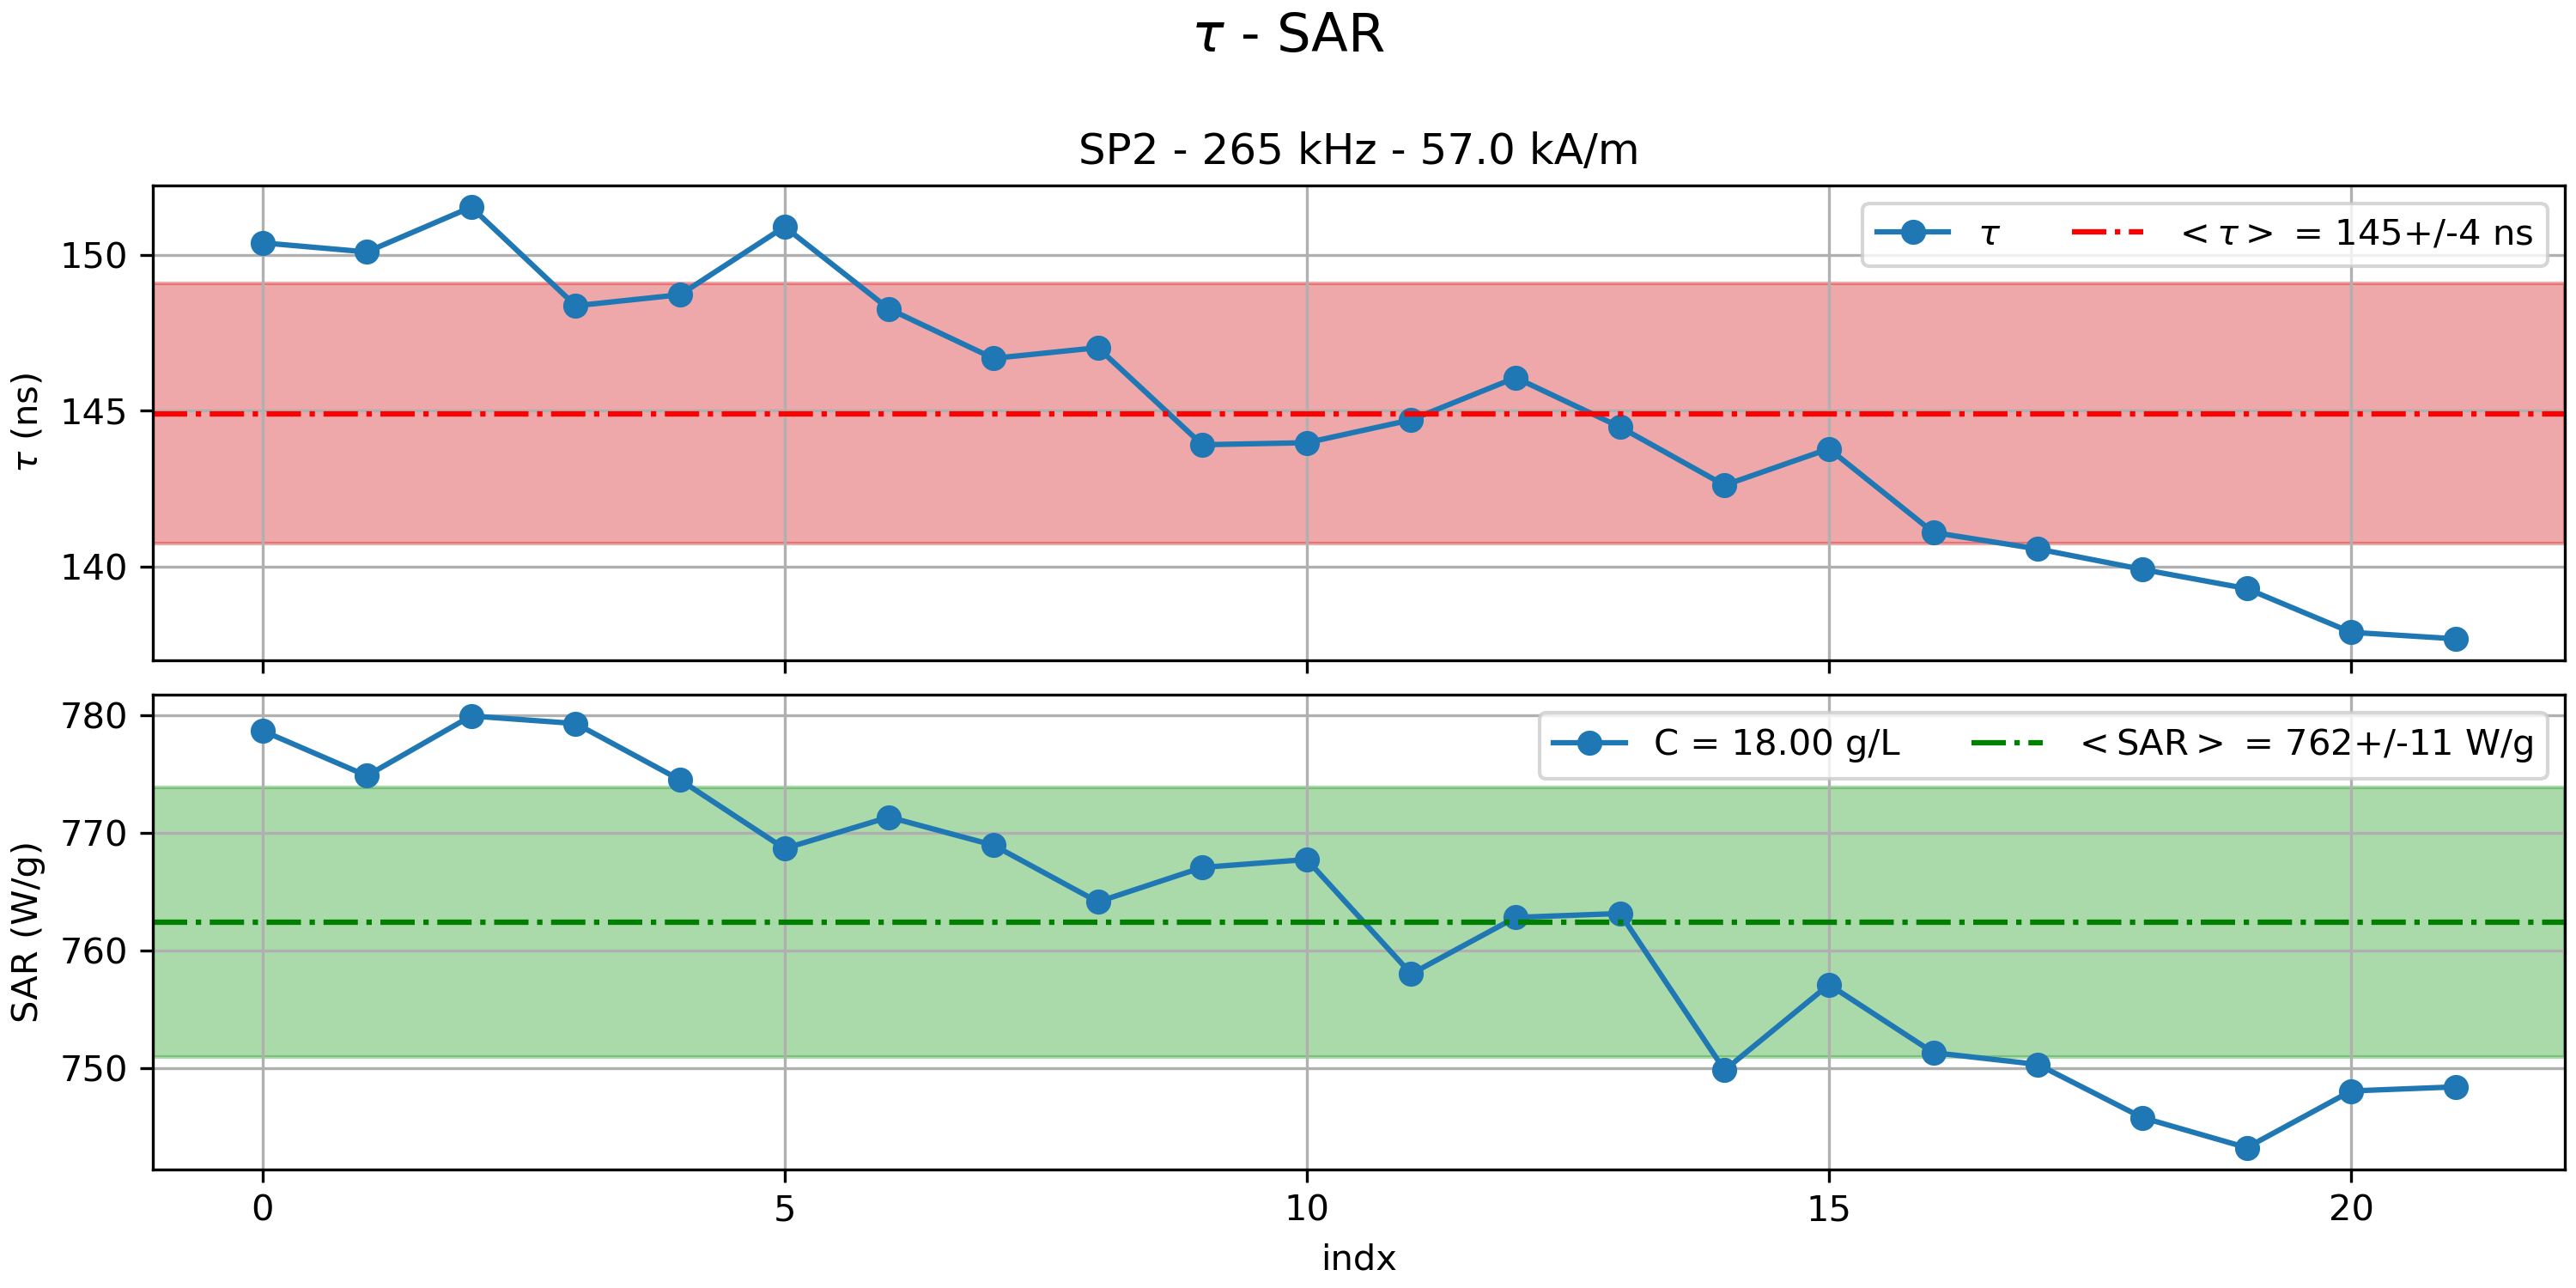 τ - SAR
SP2 - 265 kHz - 57.0 kA/m
τ (ns)
150
145
140
τ
<τ> = 145+/-4 ns
SAR (W/g)
780
770
760
750
C = 18.00 g/L
<SAR> = 762+/-11 W/g
0 5 10 15 20
indx